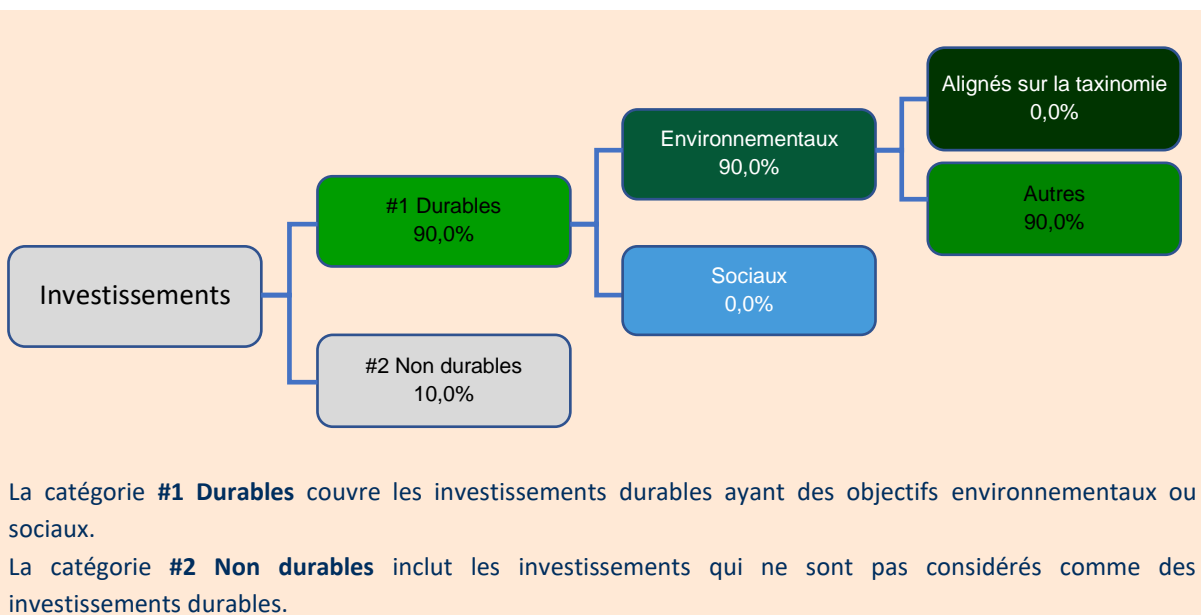 Investissements
#1 Durables
90,0%
#2 Non durables
10,0%
Environnementaux
90,0%
Sociaux
0,0%
Alignés sur la taxinomie
0,0%
Autres
90,0%
La catégorie #1 Durables couvre les investissements durables ayant des objectifs environnementaux ou
sociaux.
La catégorie #2 Non durables inclut les investissements qui ne sont pas considérés comme des
investissements durables.